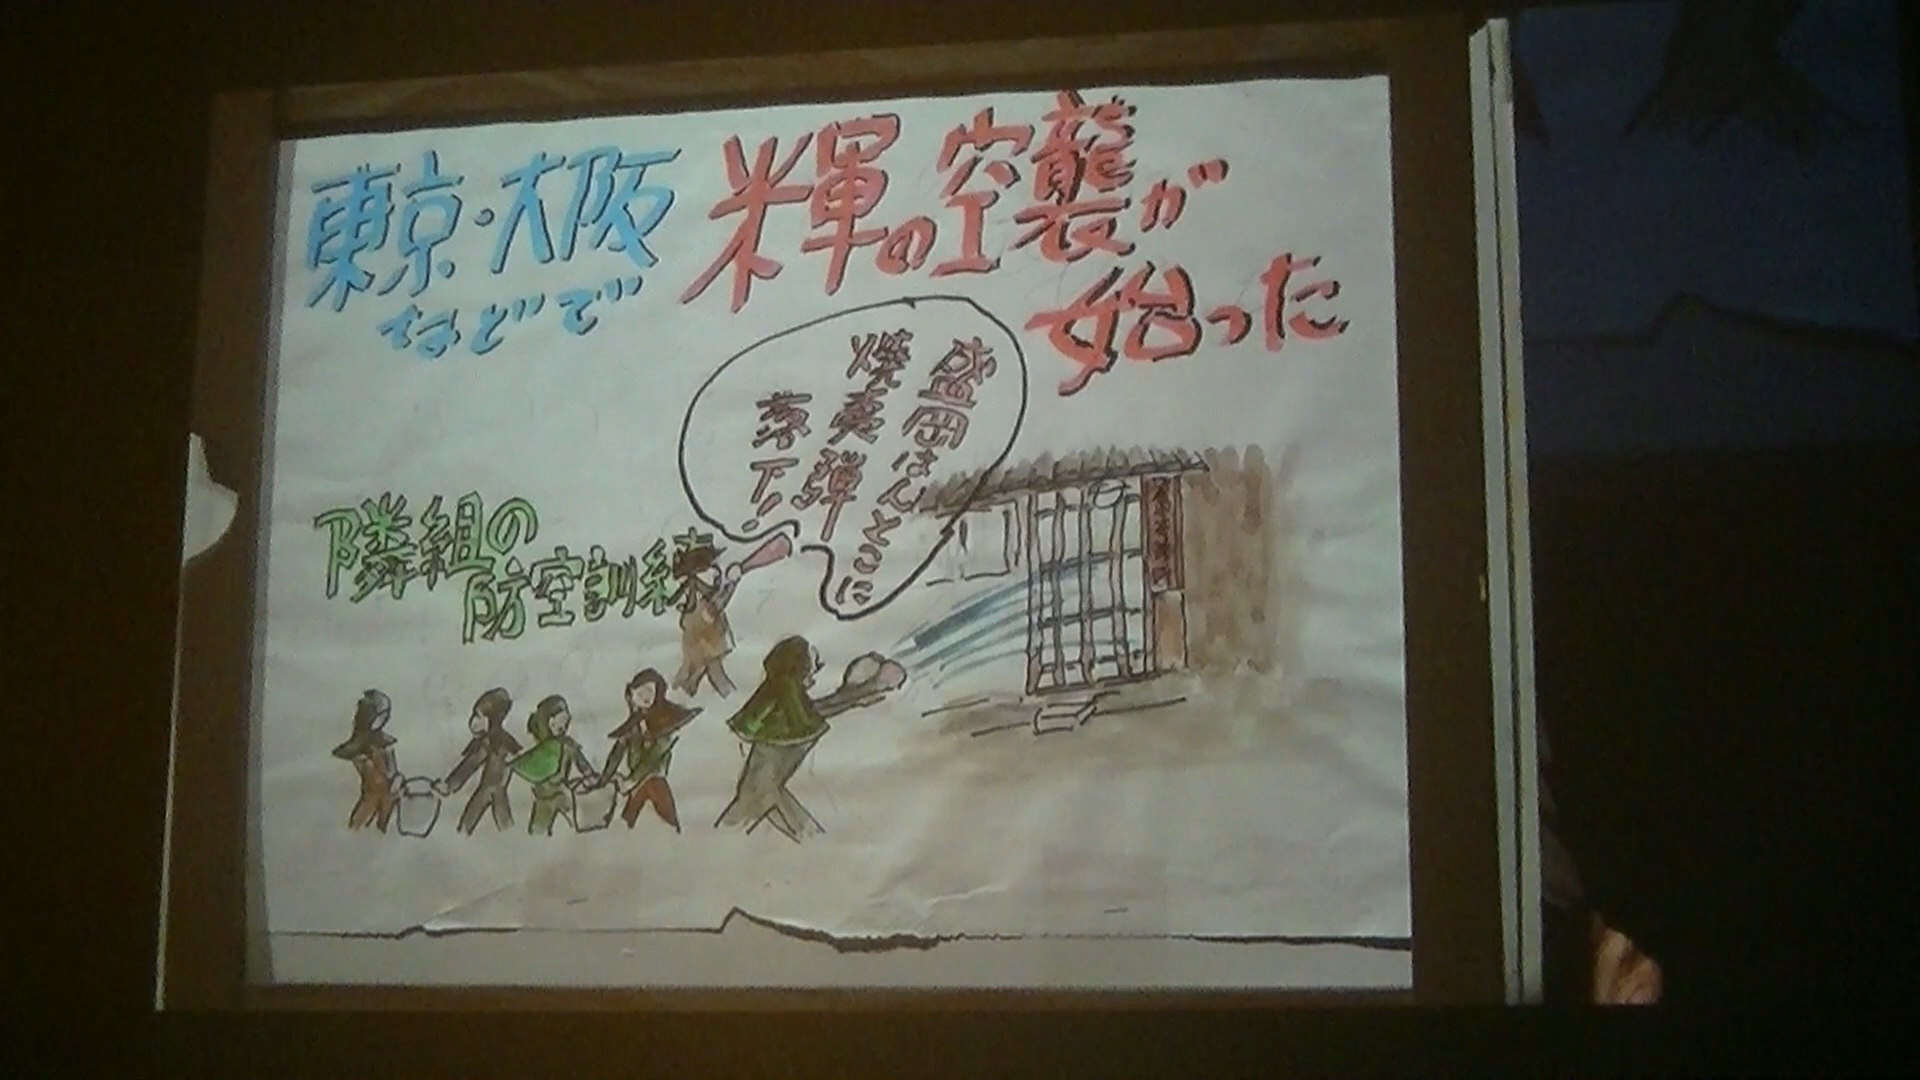 東京・大阪
などで
米軍の空襲が
始った
盛岡はんとこに
焼夷弾
落下!
隣組の
防空訓練